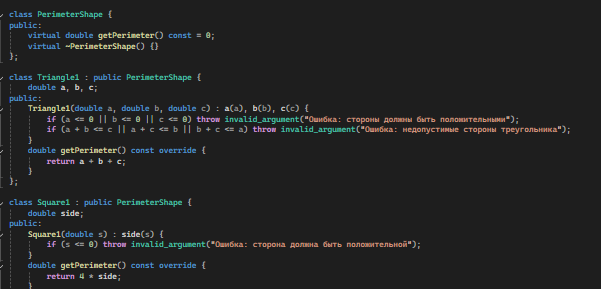 class PerimeterShape {
public:
    virtual double getPerimeter() const = 0;
    virtual ~PerimeterShape() {}
};

class Triangle1 : public PerimeterShape {
    double a, b, c;
public:
    Triangle1(double a, double b, double c) : a(a), b(b), c(c) {
        if (a <= 0 || b <= 0 || c <= 0) throw invalid_argument("Ошибка: стороны должны быть положительными");
        if (a + b <= c || a + c <= b || b + c <= a) throw invalid_argument("Ошибка: недопустимые стороны треугольника");
    }
    double getPerimeter() const override {
        return a + b + c;
    }
};

class Square1 : public PerimeterShape {
    double side;
public:
    Square1(double s) : side(s) {
        if (s <= 0) throw invalid_argument("Ошибка: сторона должна быть положительной");
    }
    double getPerimeter() const override {
        return 4 * side;
    }